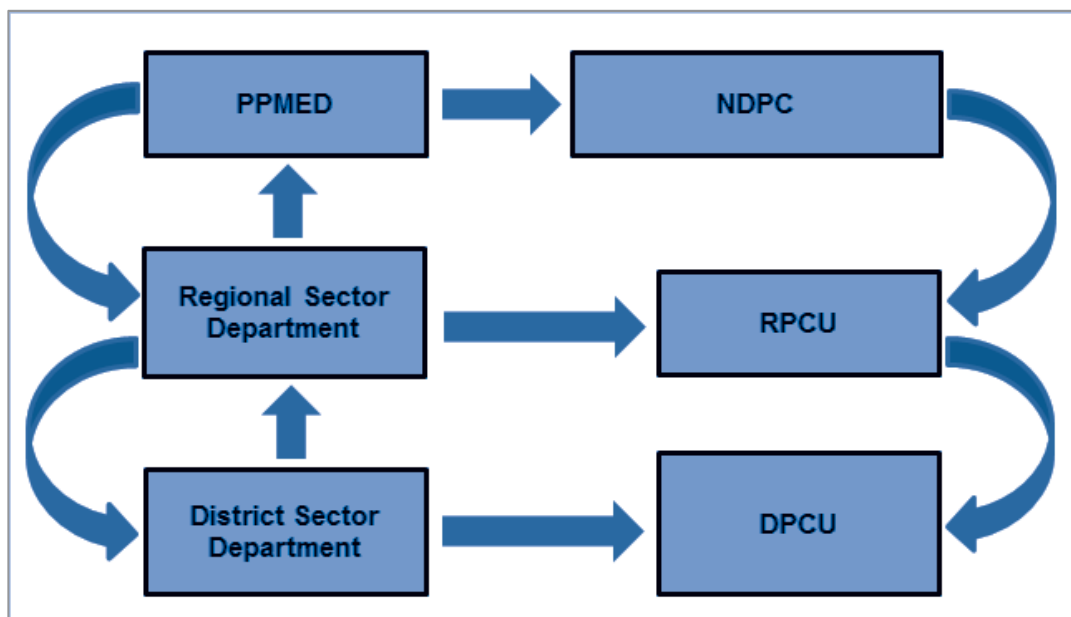 PPMED
NDPC
Regional Sector
Department
RPCU
District Sector
Department
DPCU